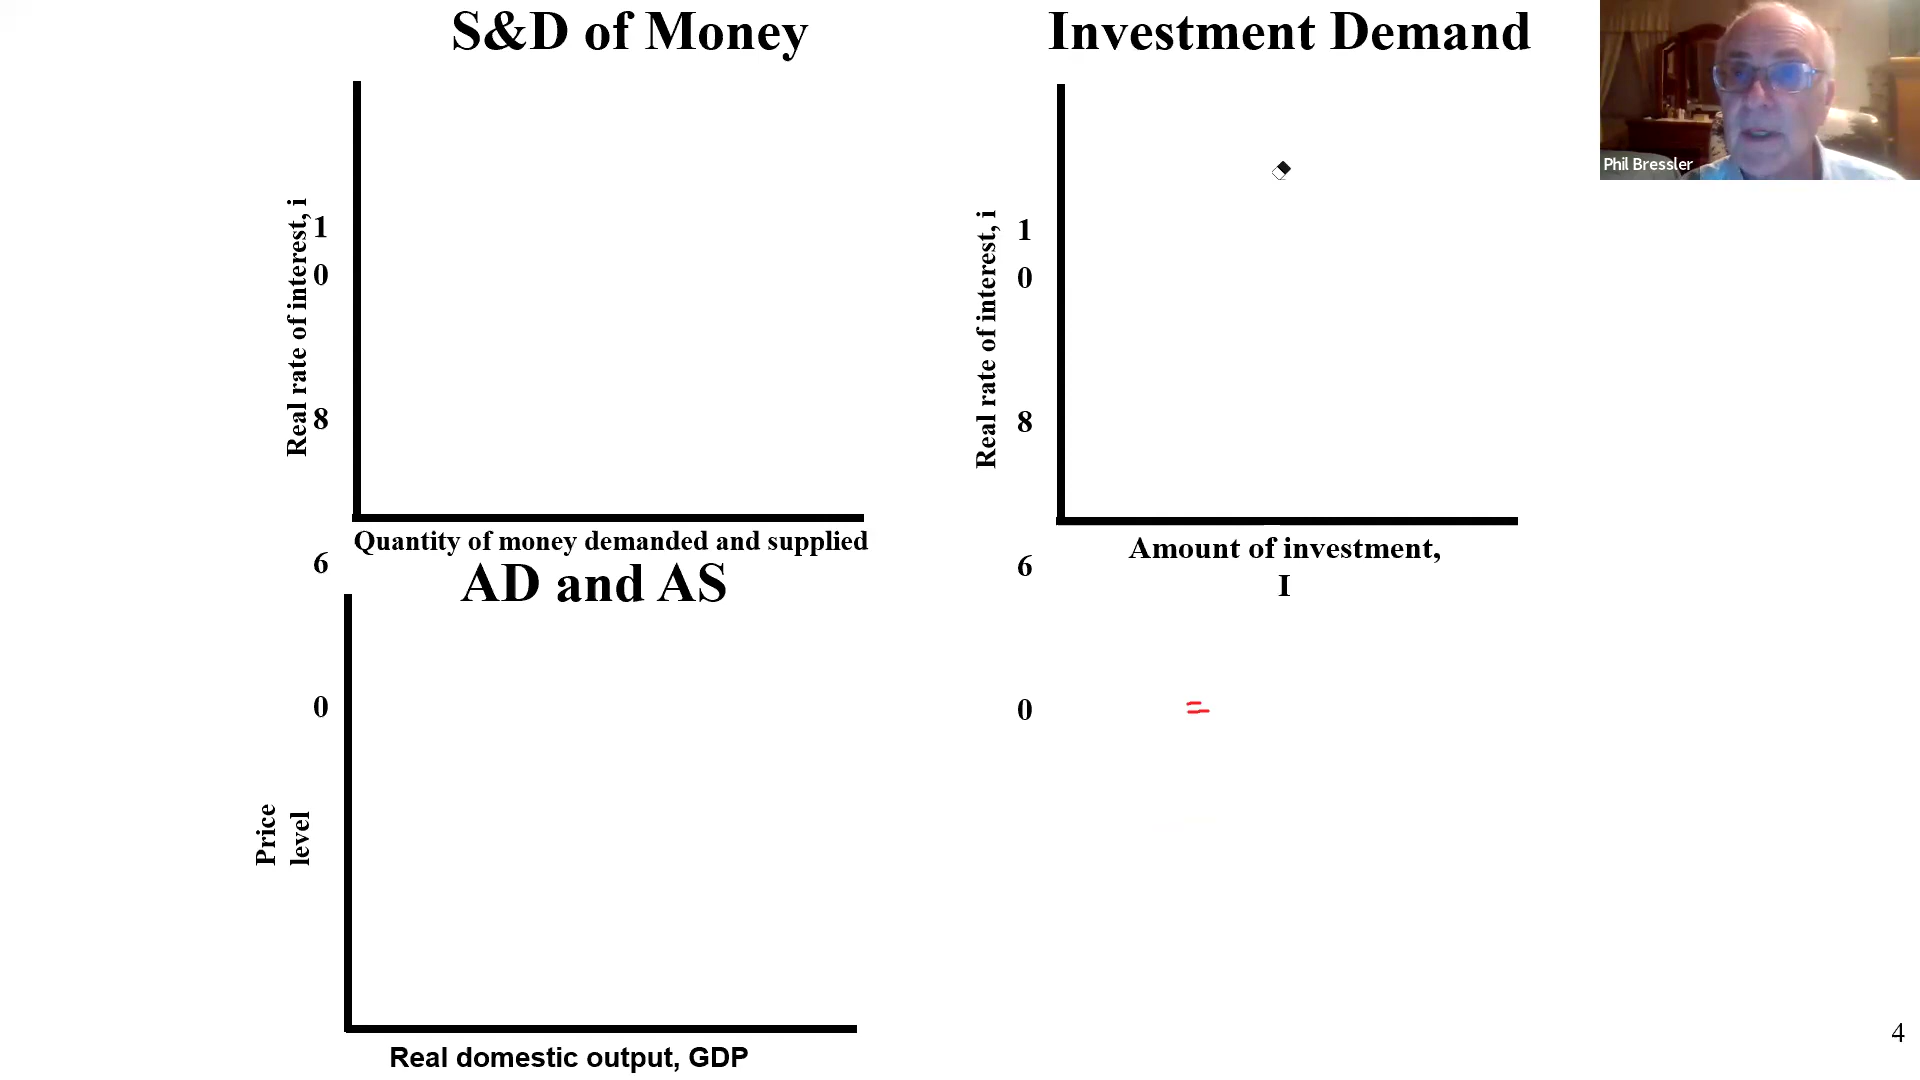 S&D of Money
Real rate of interest, i
1
0
8
6
0
Quantity of money demanded and supplied
Investment Demand
Real rate of interest, i
1
0
8
6
0
Amount of investment,
I
Phil Bressler
AD and AS
Price
level
Real domestic output, GDP
=
4